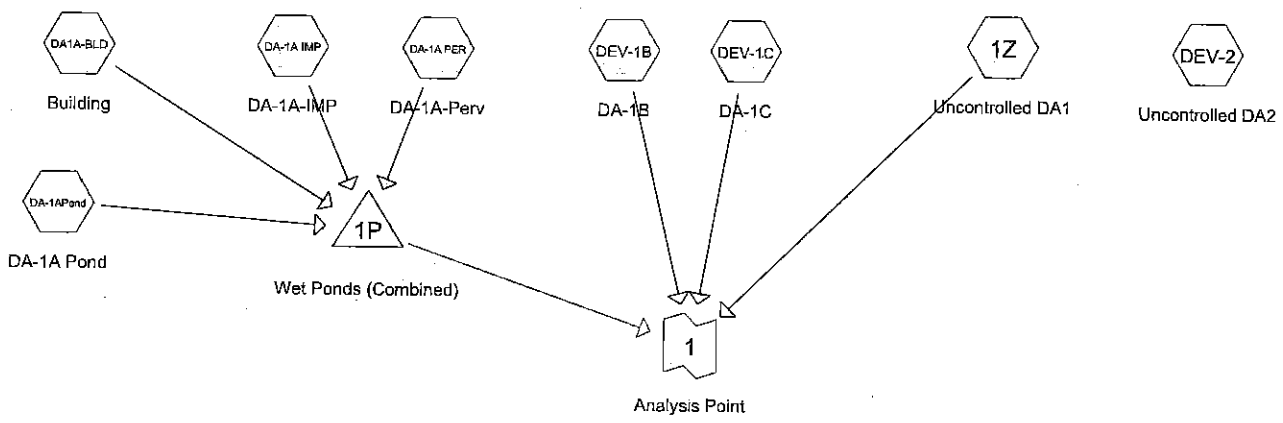 DA1A-BLD
Building
DA-1A IMP
DA-1A-IMP
DA-1A PER
DA-1A-Perv
DEV-1B
DA-1B
DEV-1C
DA-1C
1Z
Uncontrolled DA1
DEV-2
Uncontrolled DA2
DA-1APond
DA-1A Pond
1P
Wet Ponds (Combined)
1
Analysis Point